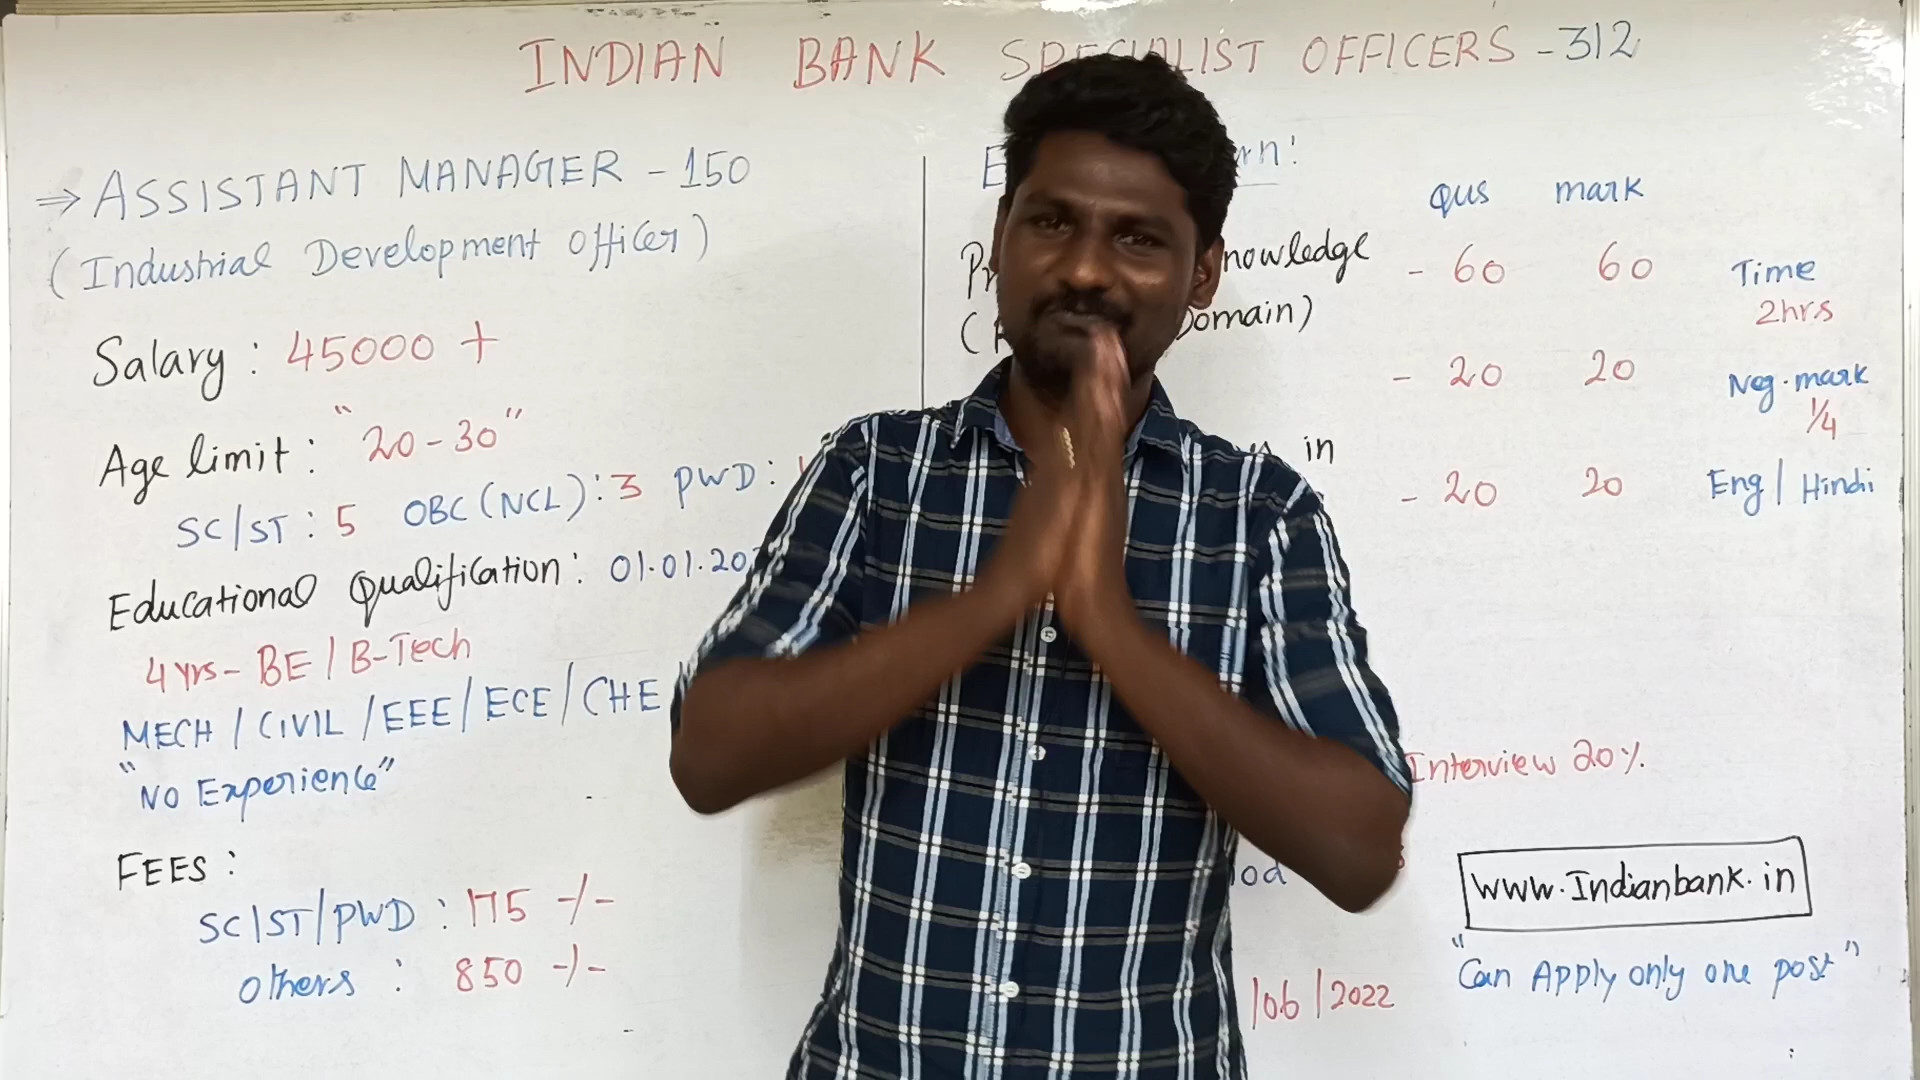 INDIAN BANK OFFICERS - 312
⇒ ASSISTANT MANAGER - 150
(Industrial Development officer)
Salary : 45000 +
Age limit : "20 - 30"
SC/ST : 5 OBC (NCL) : 3 PWD :
Educational Qualification : 01.01.20
4 yrs - BE / B-Tech
MECH / CIVIL / EEE / ECE / CHE
"No Experience"
FEES :
SC/ST/PWD : 175 -/-
others : 850 -/-
qus mark
- 60 60
- 20 20
in
- 20 20
Time
2hrs
Neg. mark
1/4
Eng / Hindi
Interview 20%.
www.Indianbank.in
"Can Apply only one post"
/06/2022